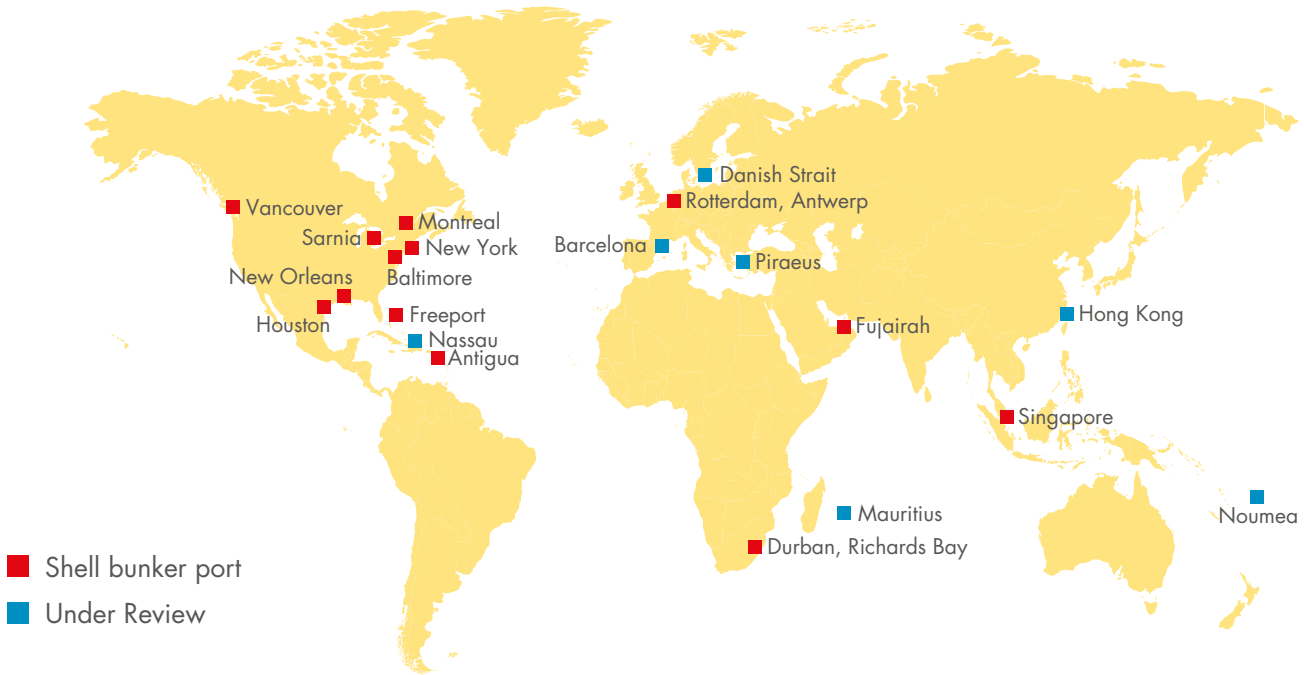 Danish Strait
Rotterdam, Antwerp
Vancouver
Montreal
Sarnia
New York
Barcelona
Piraeus
New Orleans
Baltimore
Houston
Freeport
Hong Kong
Fujairah
Nassau
Antigua
Singapore
Mauritius
Noumea
Durban, Richards Bay
Shell bunker port
Under Review